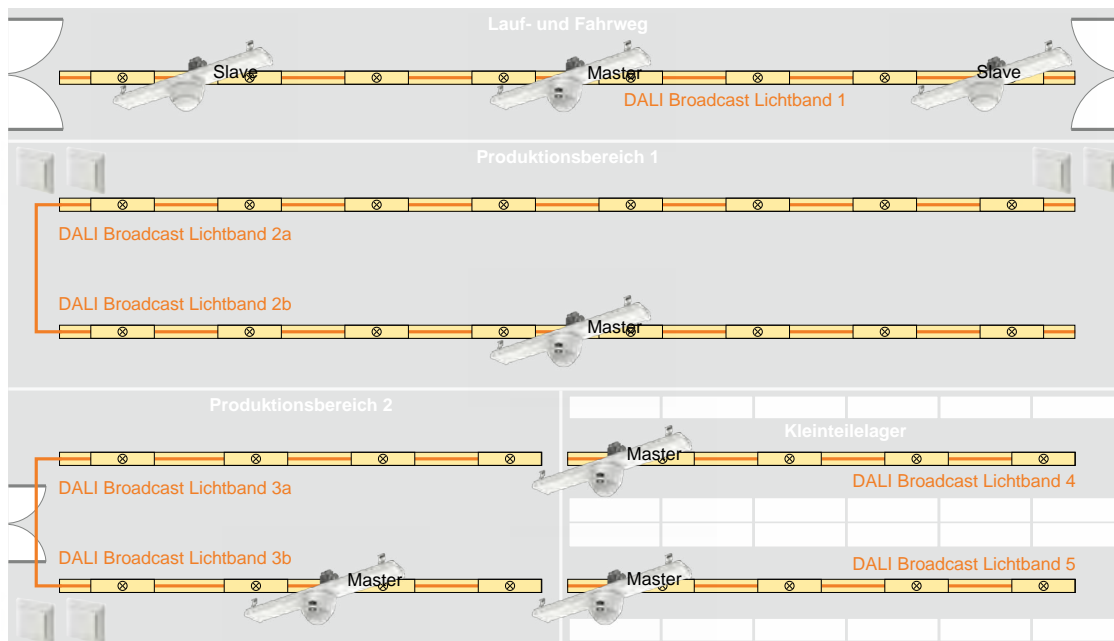 Lauf- und Fahrweg
Slave
Master
Slave
DALI Broadcast Lichtband 1
Produktionsbereich 1
DALI Broadcast Lichtband 2a
DALI Broadcast Lichtband 2b
Master
Produktionsbereich 2
Kleinteilelager
Master
DALI Broadcast Lichtband 3a
DALI Broadcast Lichtband 4
DALI Broadcast Lichtband 3b
DALI Broadcast Lichtband 5
Master
Master